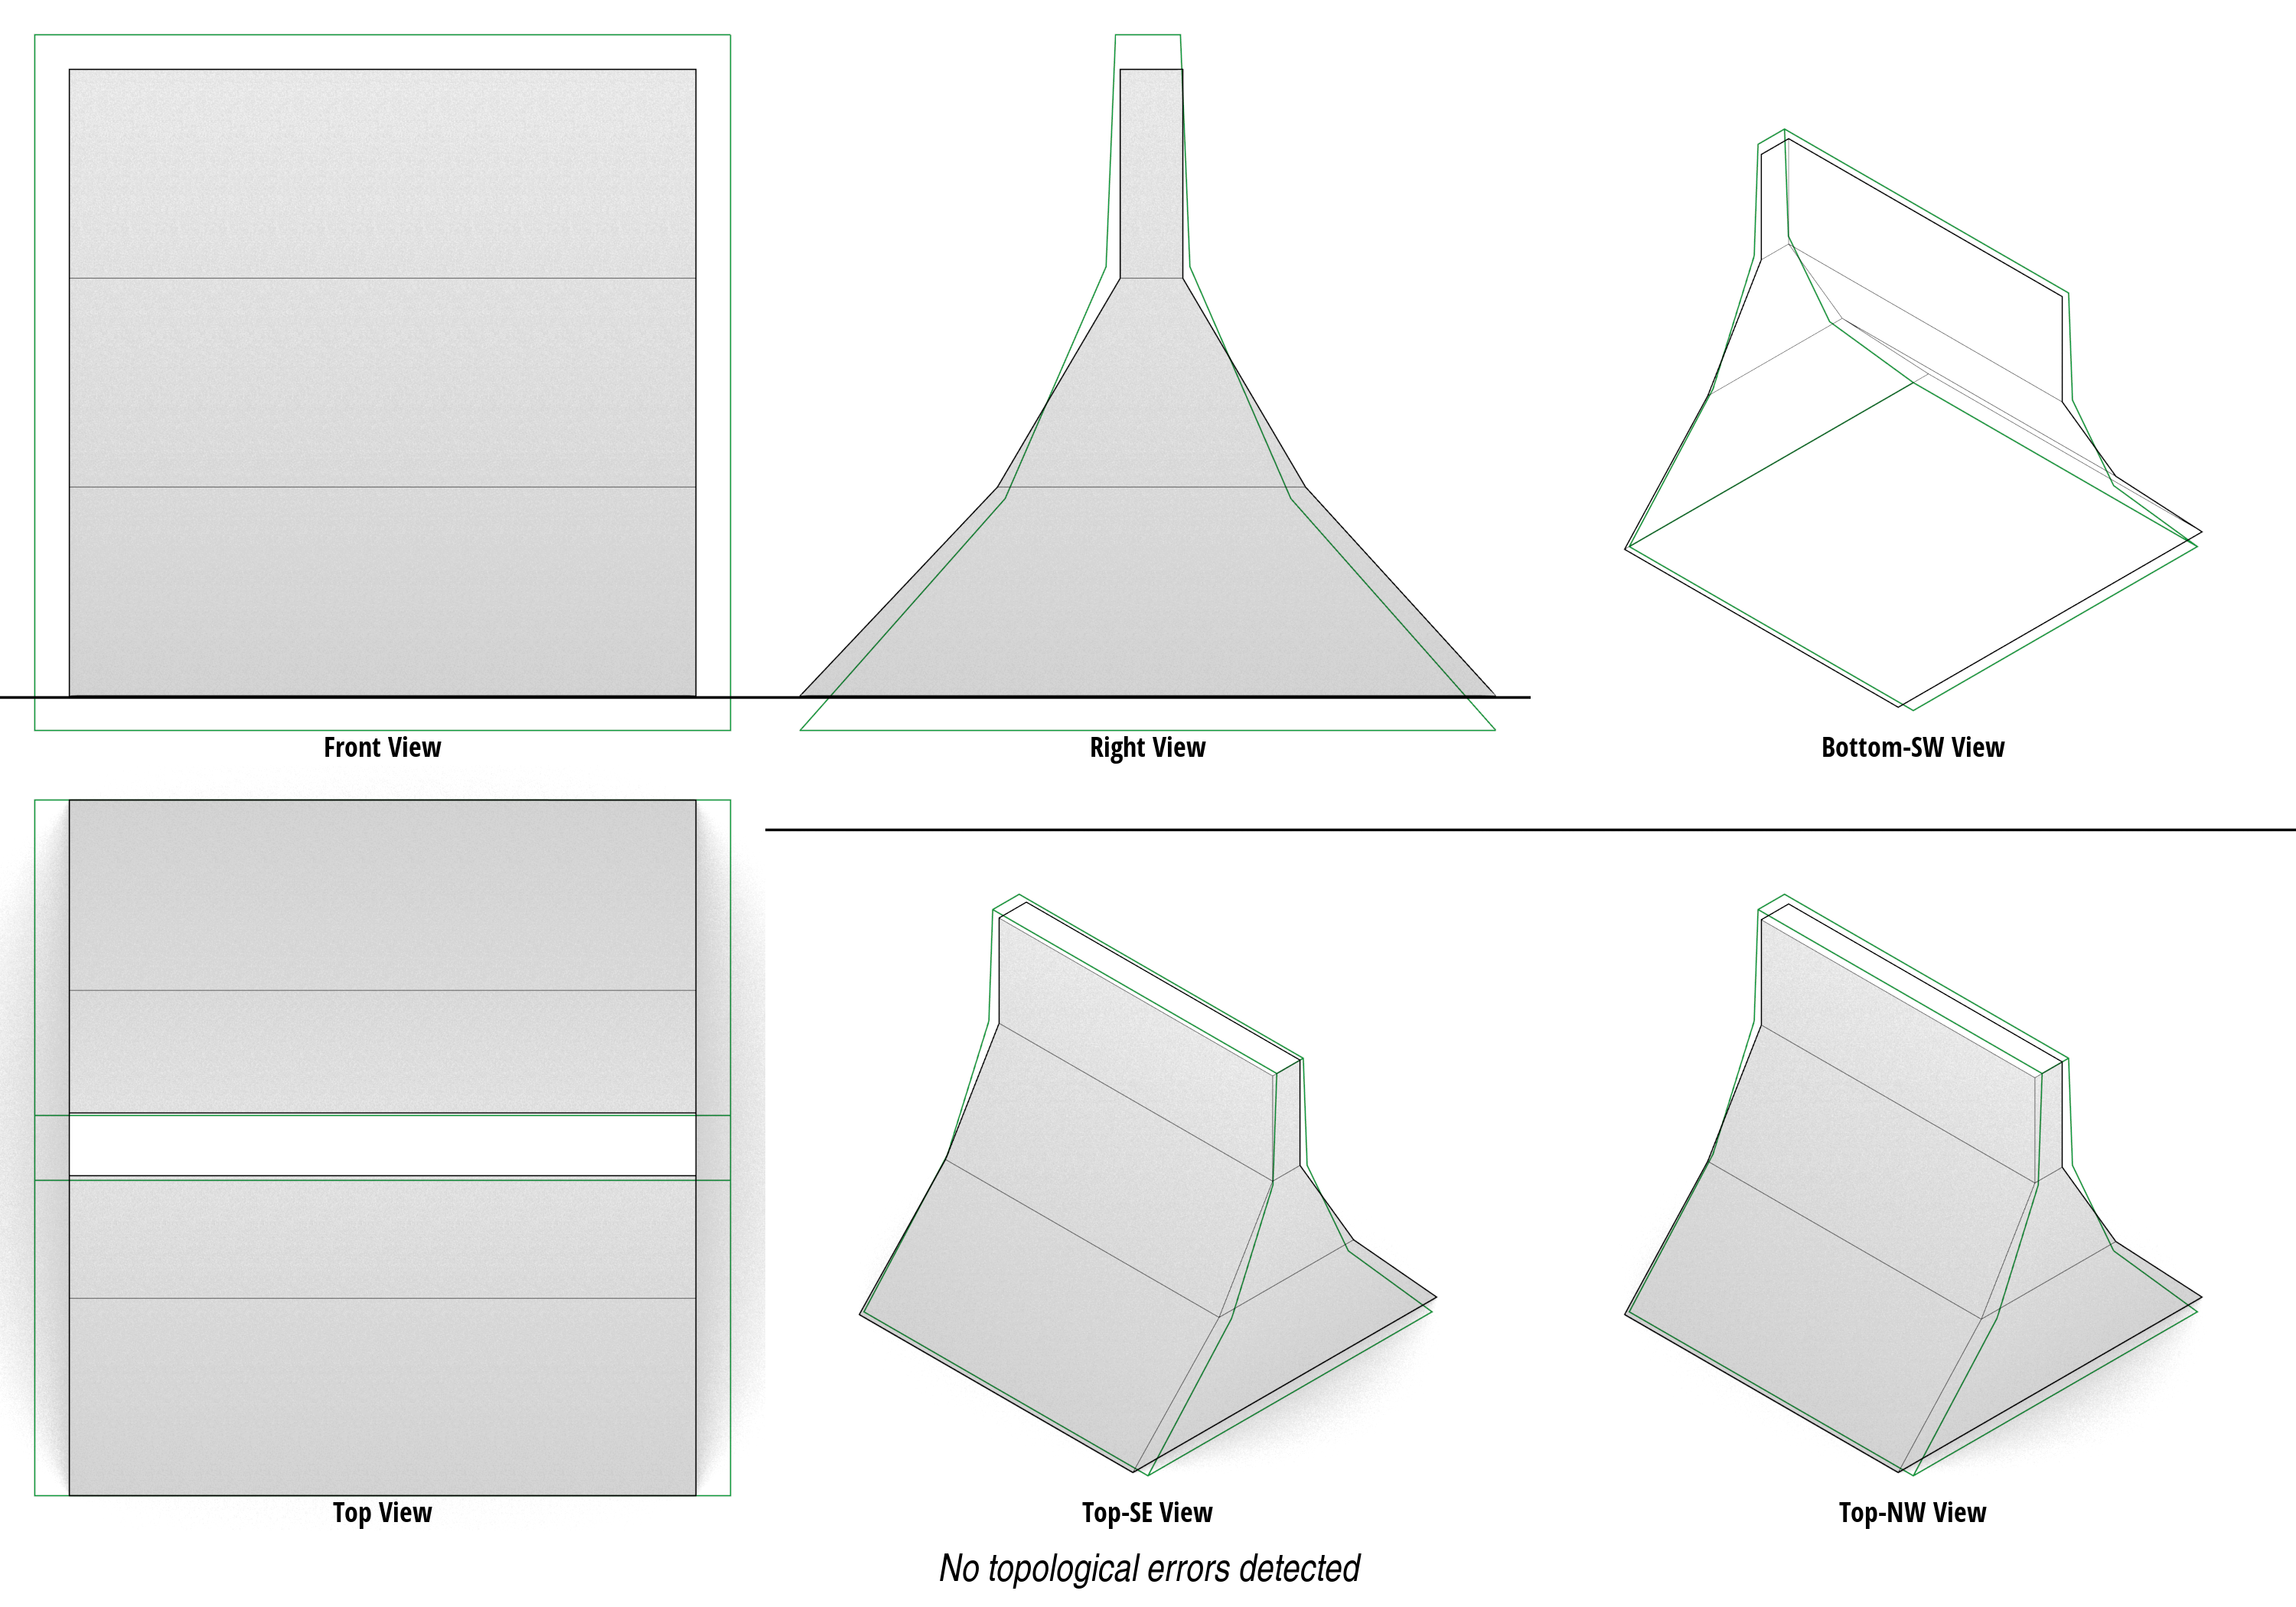 Front View
Right View
Bottom-SW View
Top View
Top-SE View
Top-NW View
No topological errors detected